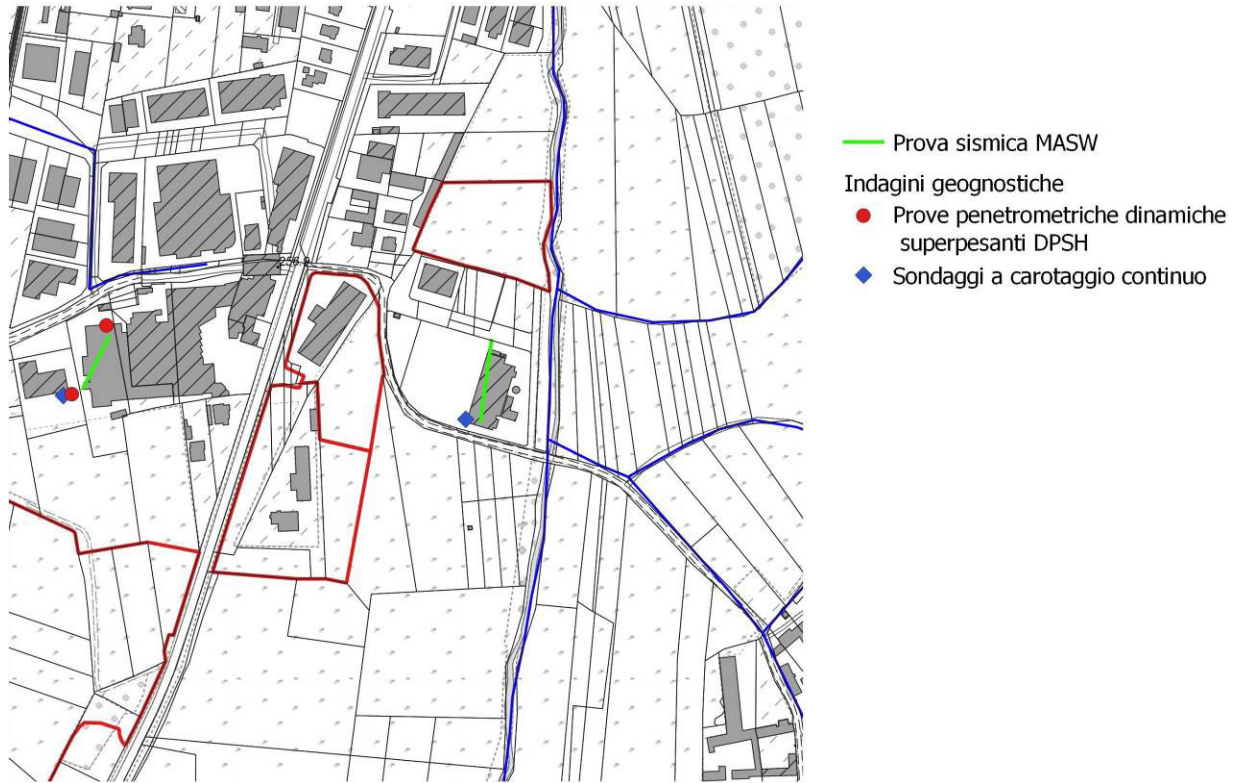 Prova sismica MASW
Indagini geognostiche
Prove penetrometriche dinamiche
superpesanti DPSH
Sondaggi a carotaggio continuo